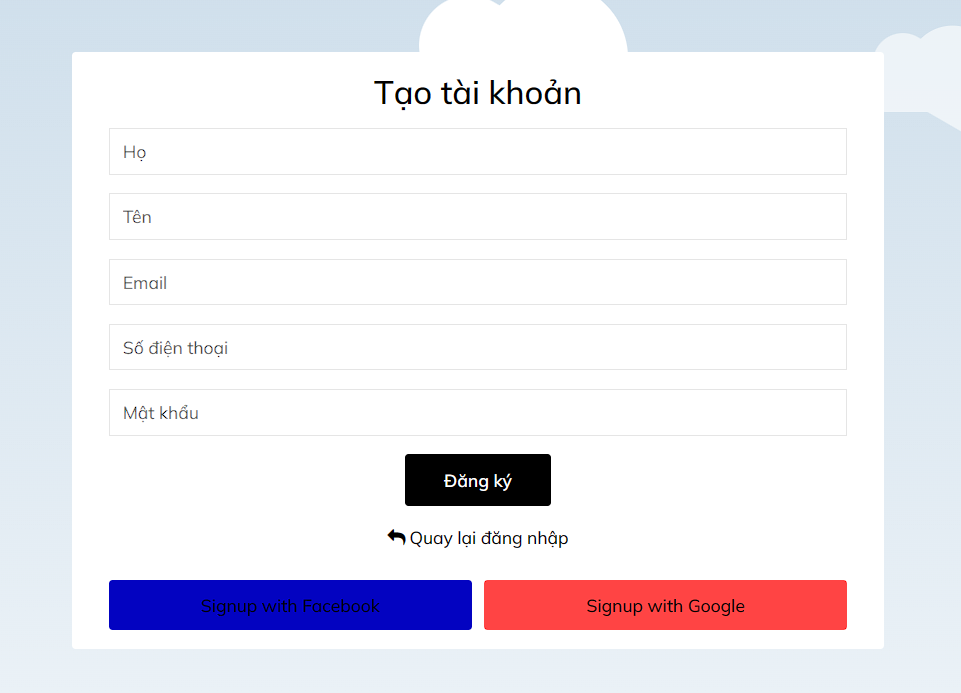 Tạo tài khoản
Họ
Tên
Email
Số điện thoại
Mật khẩu
Đăng ký
Quay lại đăng nhập
Signup with Facebook
Signup with Google